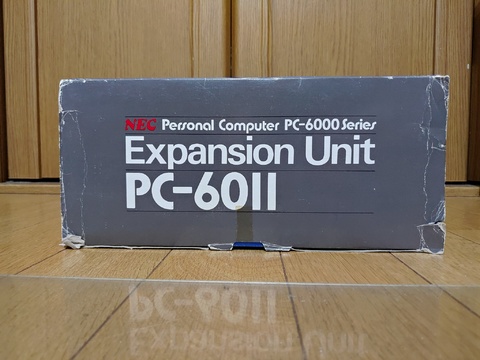 NEC Personal Computer PC-6000 Series
Expansion Unit
PC-6011